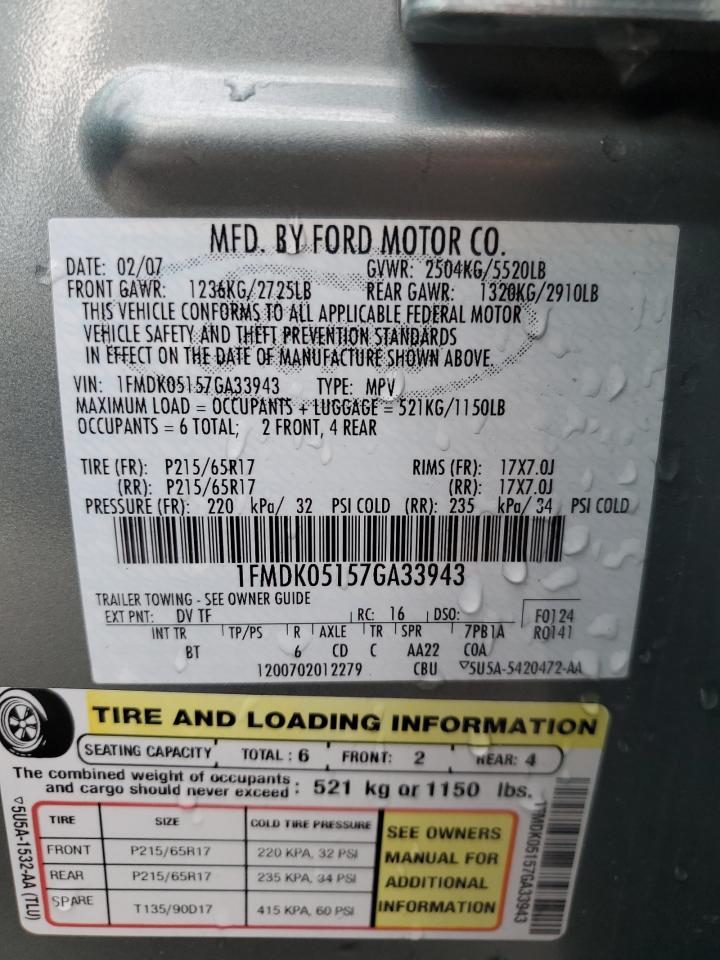 MFD. BY FORD MOTOR CO.
DATE: 02/07 GVWR: 2504KG/5520LB
FRONT GAWR: 1236KG/2725LB REAR GAWR: 1320KG/2910LB
THIS VEHICLE CONFORMS TO ALL APPLICABLE FEDERAL MOTOR
VEHICLE SAFETY AND THEFT PREVENTION STANDARDS
IN EFFECT ON THE DATE OF MANUFACTURE SHOWN ABOVE.
VIN: 1FMDK05157GA33943 TYPE: MPV
MAXIMUM LOAD = OCCUPANTS + LUGGAGE = 521KG/1150LB
OCCUPANTS = 6 TOTAL; 2 FRONT, 4 REAR
TIRE (FR): P215/65R17 RIMS (FR): 17X7.0J
(RR): P215/65R17 (RR): 17X7.0J
PRESSURE (FR): 220 kPa/ 32 PSI COLD (RR): 235 kPa/ 34 PSI COLD
1FMDK05157GA33943
TRAILER TOWING - SEE OWNER GUIDE
EXT PNT: DV TF RC: 16 DSO: F0124
INT TR TP/PS R AXLE TR SPR 7PB1A R0141
BT 6 CD C AA22 COA
1200702012279 CBU 5U5A-5420472-AA
TIRE AND LOADING INFORMATION
SEATING CAPACITY TOTAL : 6 FRONT: 2 REAR: 4
The combined weight of occupants
and cargo should never exceed : 521 kg or 1150 lbs.
TIRE SIZE COLD TIRE PRESSURE
FRONT P215/65R17 220 KPA, 32 PSI
REAR P215/65R17 235 KPA, 34 PSI
SPARE T135/90D17 415 KPA, 60 PSI
SEE OWNERS
MANUAL FOR
ADDITIONAL
INFORMATION
5U5A-1532-AA (TLU)
1FMDK05157GA33943